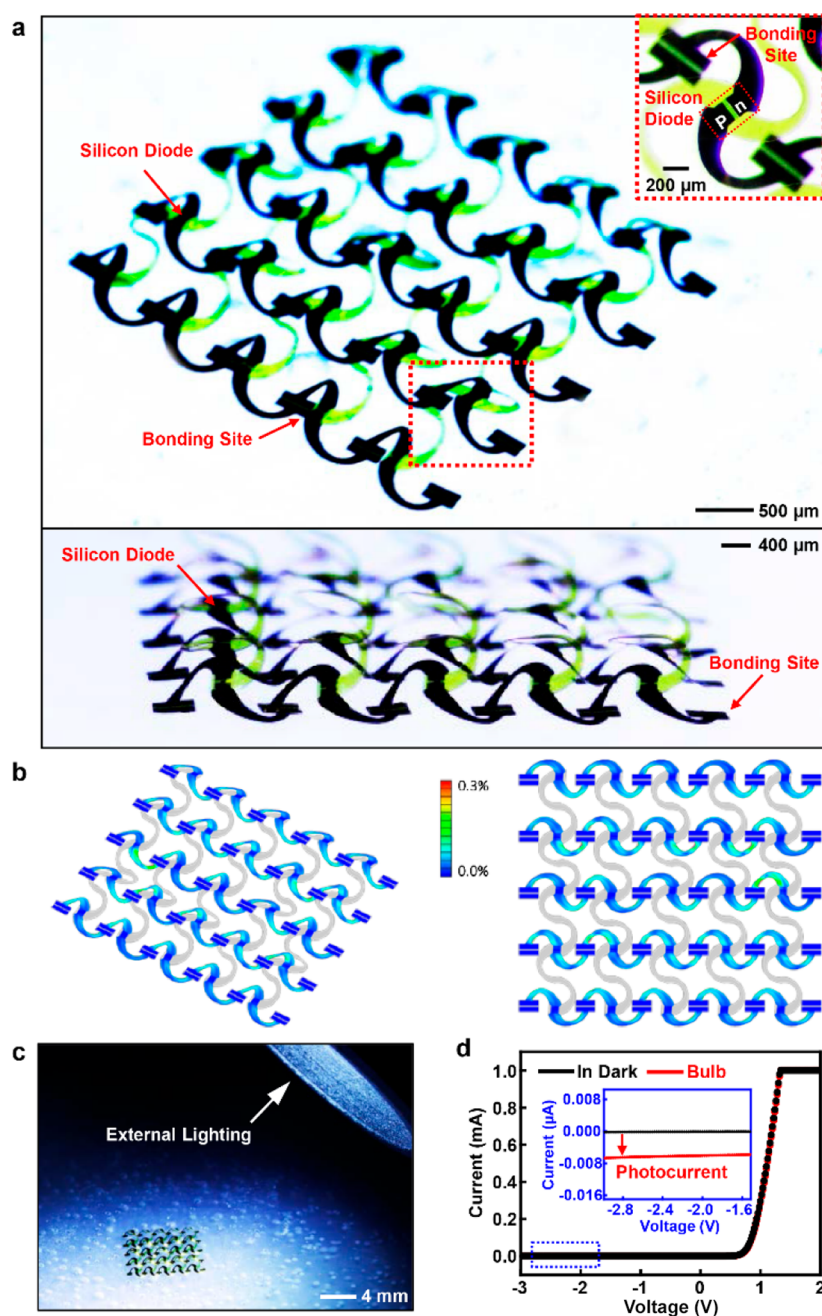 a
Bonding
Site
Silicon
Diode
P n
200 µm
Silicon Diode
Bonding Site
500 µm
Silicon Diode
400 µm
Bonding Site
b
0.3%
0.0%
c
External Lighting
4 mm
d
In Dark
Bulb
Current (mA)
1.0
0.8
0.6
0.4
0.2
0.0
-3
-2
-1
0
1
2
Voltage (V)
Current (µA)
0.008
0.000
-0.008
-0.016
Photocurrent
-2.8
-2.4
-2.0
-1.6
Voltage (V)